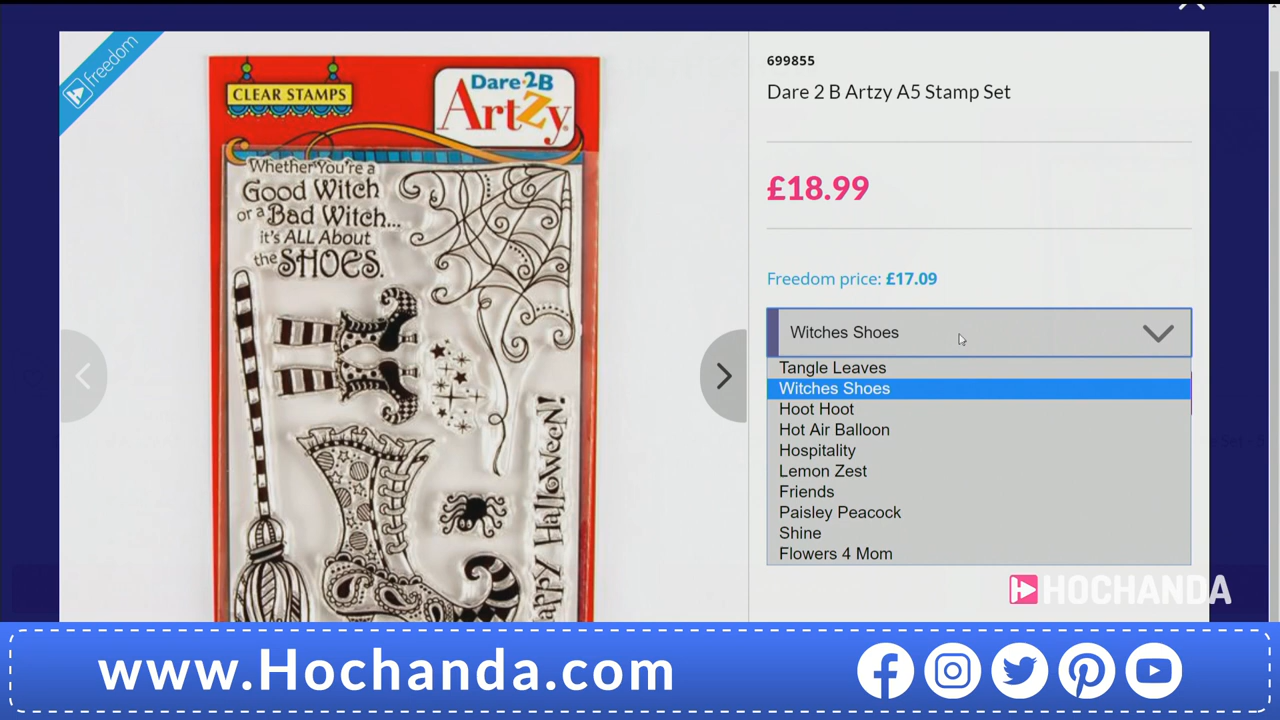 freedom
CLEAR STAMPS
Dare 2B
ArtZy
Whether You're a
Good Witch
or a Bad Witch...
it's ALL About
the SHOES.
Happy Halloween!
699855
Dare 2 B Artzy A5 Stamp Set
£18.99
Freedom price: £17.09
Witches Shoes
Tangle Leaves
Witches Shoes
Hoot Hoot
Hot Air Balloon
Hospitality
Lemon Zest
Friends
Paisley Peacock
Shine
Flowers 4 Mom
HOCHANDA
www.Hochanda.com